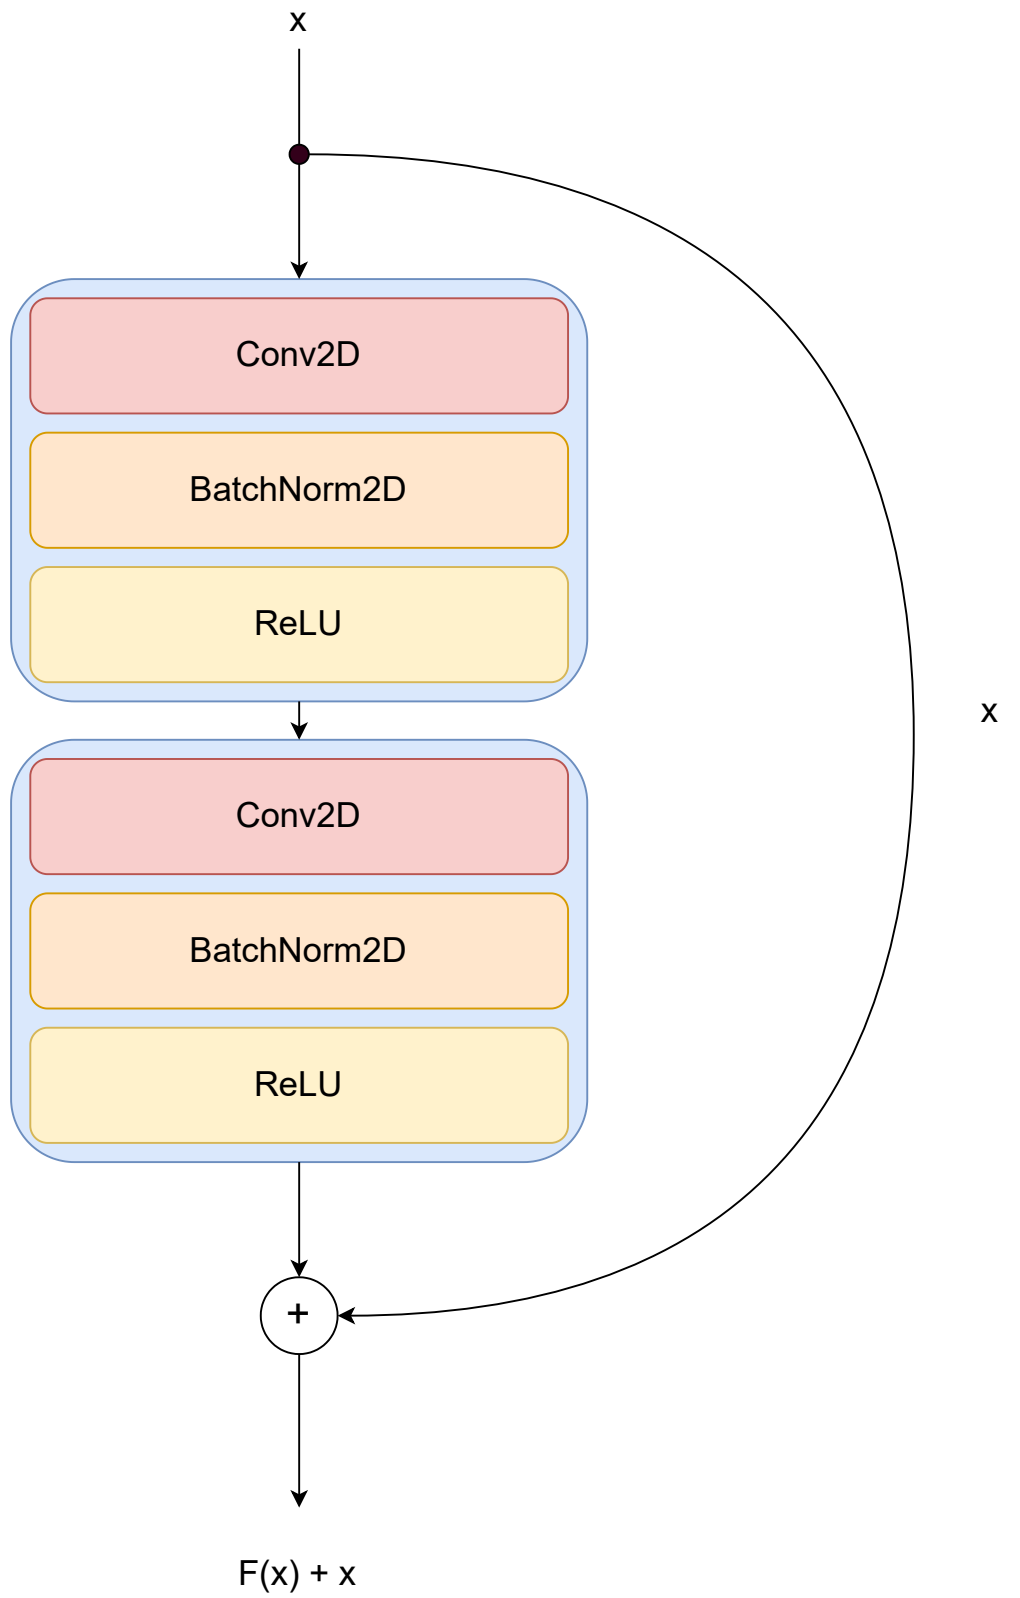 x
Conv2D
BatchNorm2D
ReLU
x
Conv2D
BatchNorm2D
ReLU
+
F(x) + x